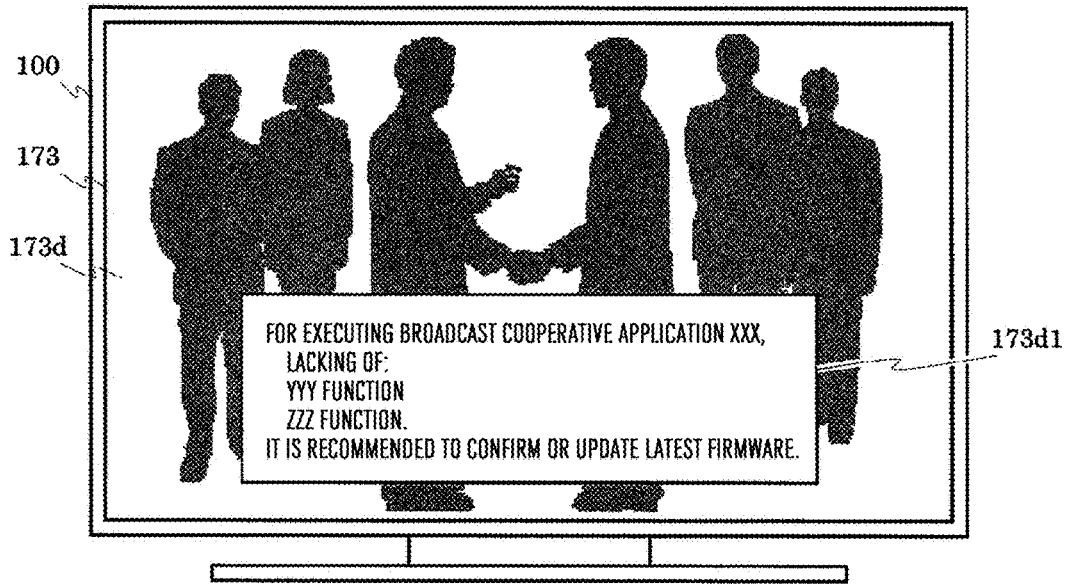 100
173
173d
FOR EXECUTING BROADCAST COOPERATIVE APPLICATION XXX,
LACKING OF:
YYY FUNCTION
ZZZ FUNCTION.
IT IS RECOMMENDED TO CONFIRM OR UPDATE LATEST FIRMWARE.
173d1